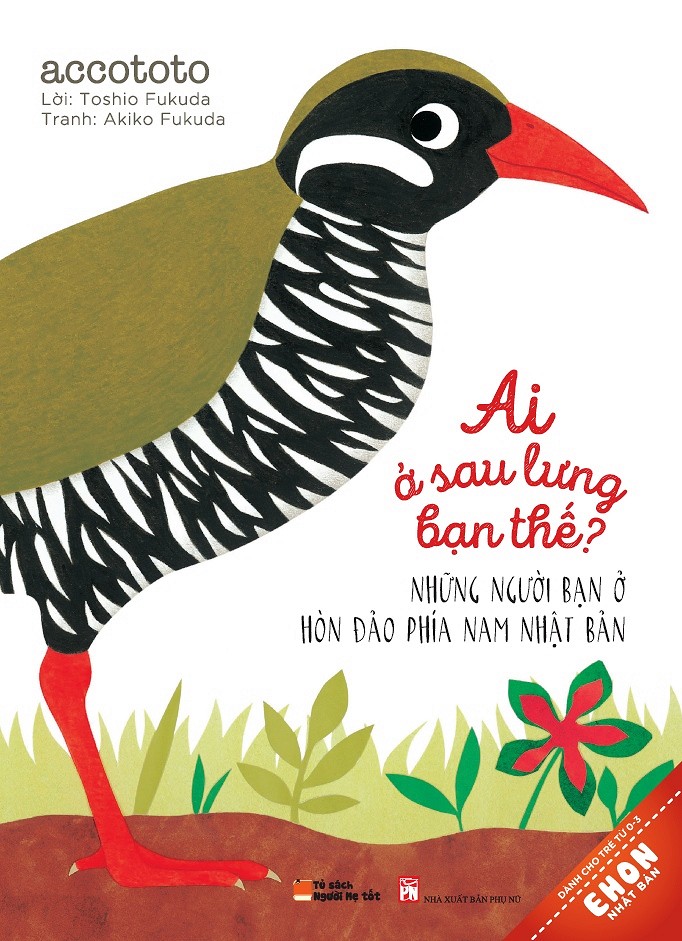 accototo
Lời: Toshio Fukuda
Tranh: Akiko Fukuda
Ai
ở sau lưng
bạn thế?
NHỮNG NGƯỜI BẠN Ở
HÒN ĐẢO PHÍA NAM NHẬT BẢN
DÀNH CHO TRẺ TỪ 0-3
EHON
NHẬT BẢN
Tủ sách
Người Mẹ tốt
PN
NHÀ XUẤT BẢN PHỤ NỮ